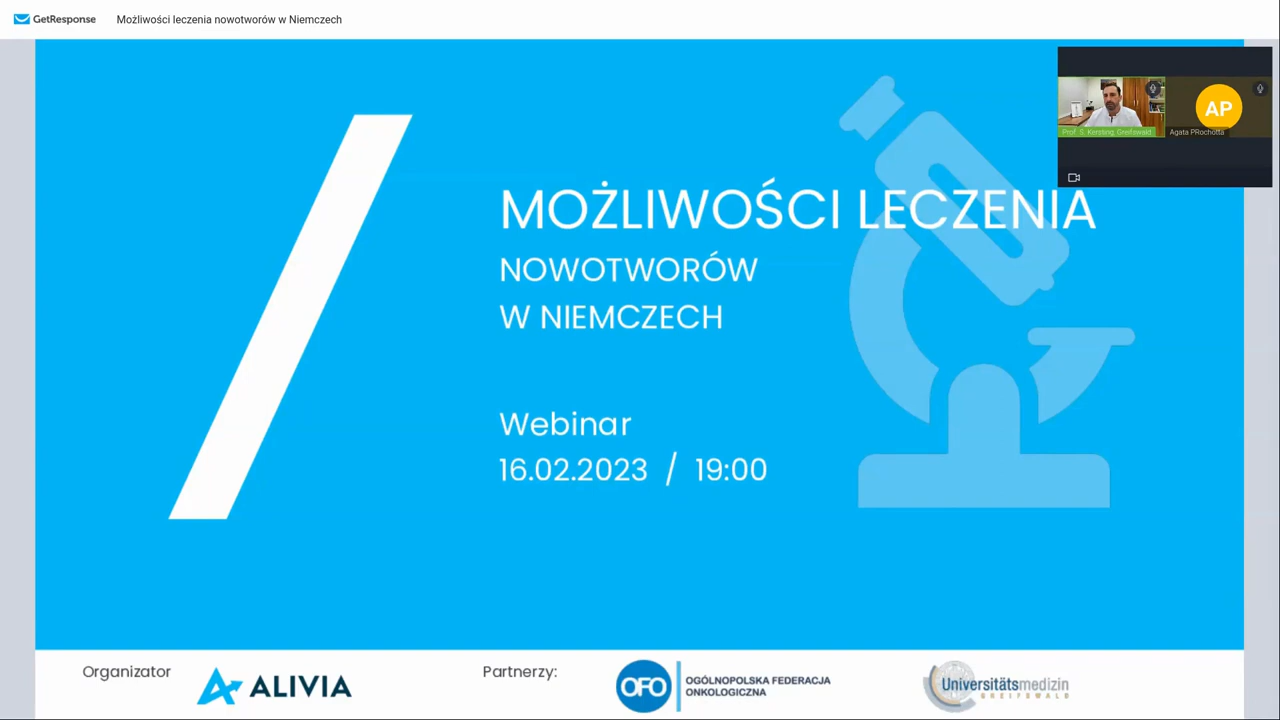 GetResponse
Możliwości leczenia nowotworów w Niemczech
Prof. S. Kersting, Greifswald
AP
Agata PRochotta
MOŻLIWOŚCI LECZENIA
NOWOTWORÓW
W NIEMCZECH
Webinar
16.02.2023 / 19:00
Organizator
ALIVIA
Partnerzy:
OFO
OGÓLNOPOLSKA FEDERACJA
ONKOLOGICZNA
Universitätsmedizin
GREIFSWALD